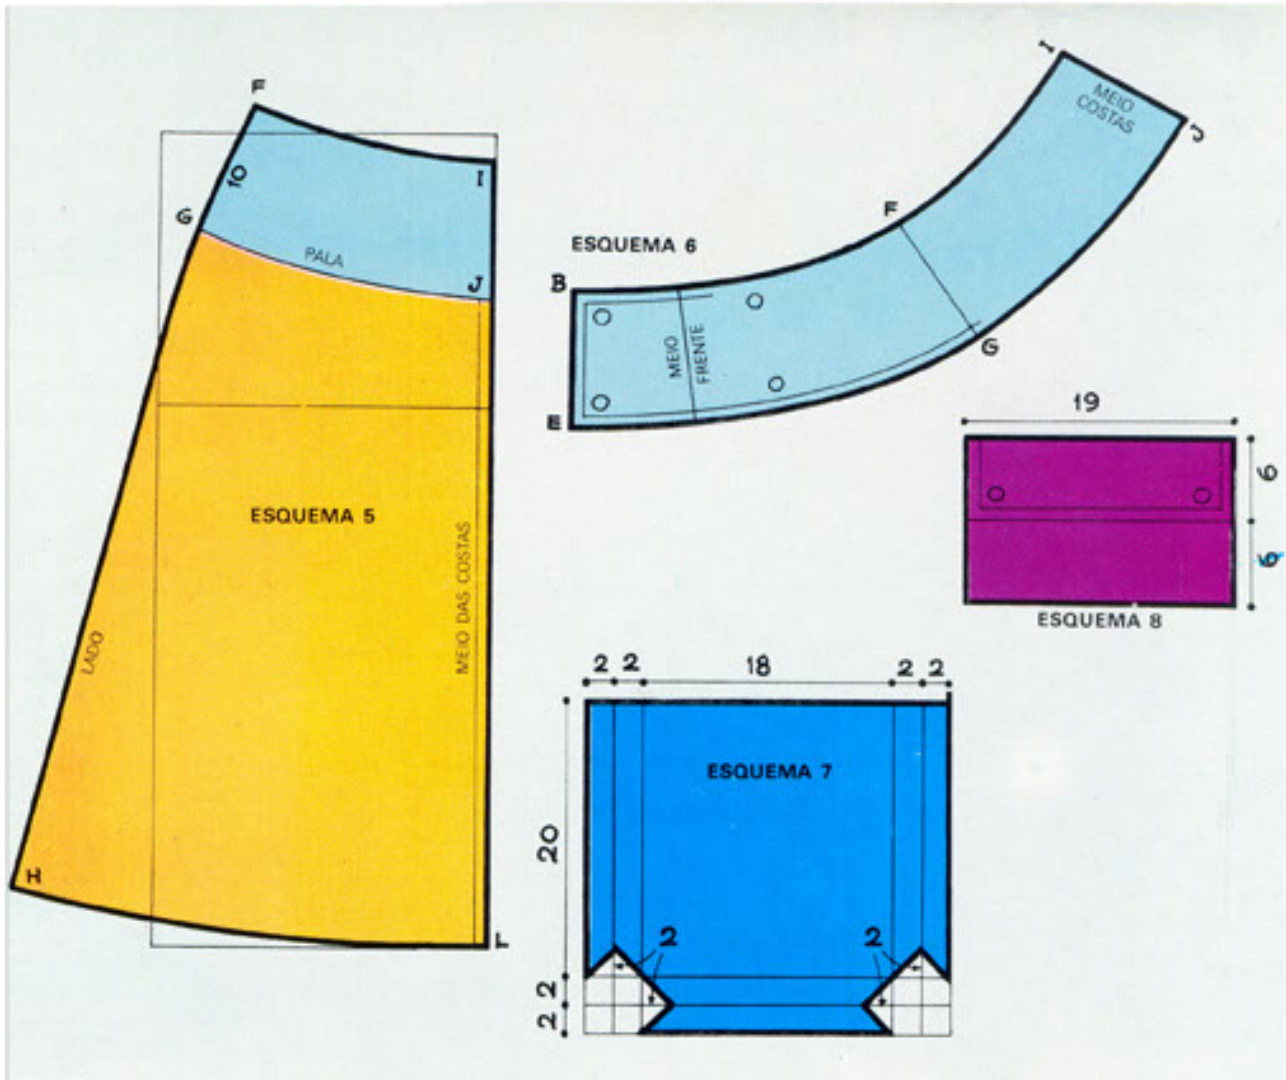 F
10
G
I
PALA
J
ESQUEMA 5
MEIO DAS COSTAS
LADO
H
L
ESQUEMA 6
I
MEIO
COSTAS
J
F
B
MEIO
FRENTE
G
E
19
6
6
ESQUEMA 8
2 2 18 2 2
ESQUEMA 7
20
2 2
2
2